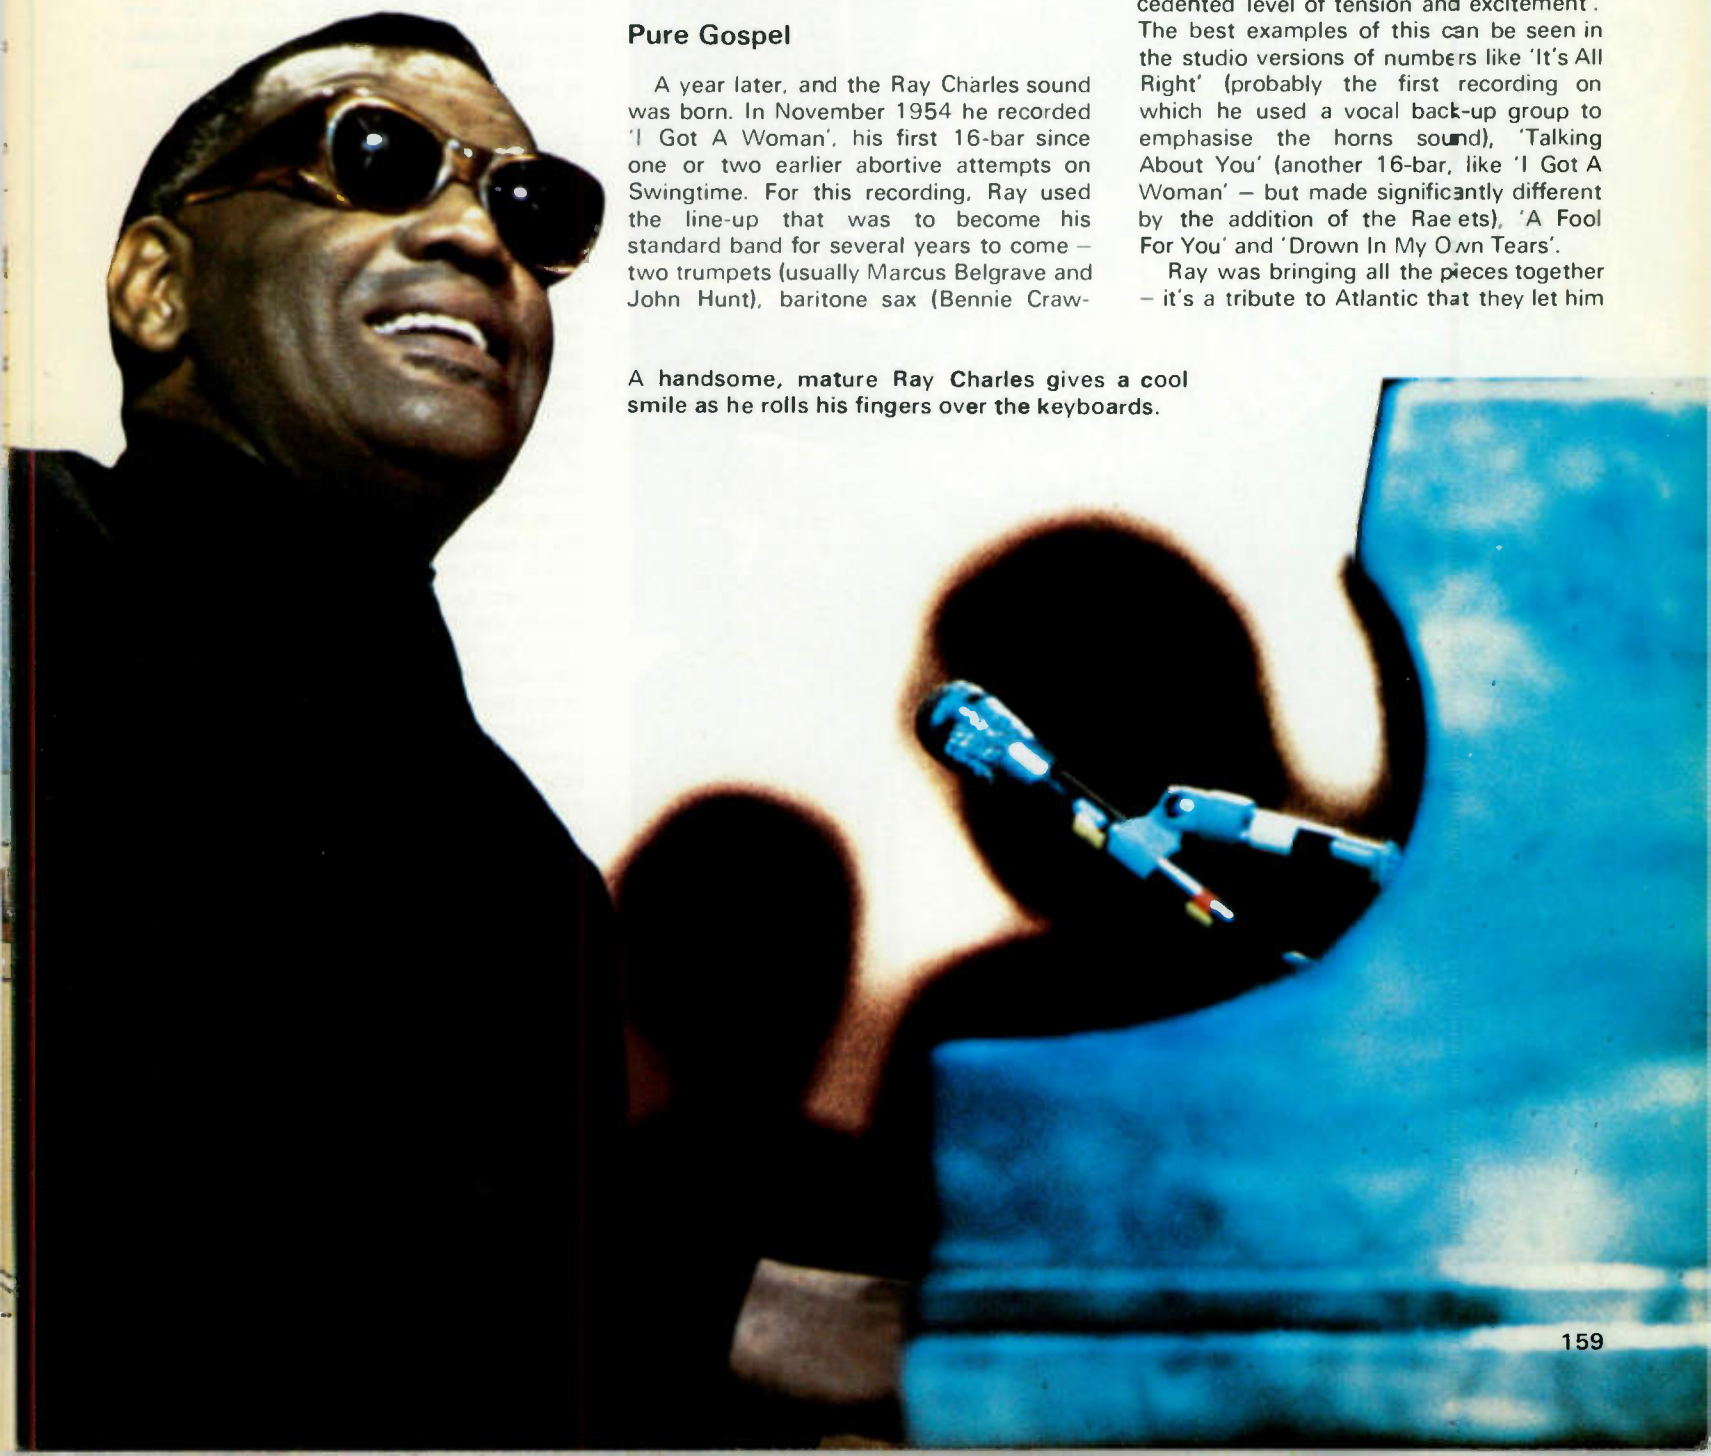 Pure Gospel
A year later, and the Ray Charles sound
was born. In November 1954 he recorded
'I Got A Woman', his first 16-bar since
one or two earlier abortive attempts on
Swingtime. For this recording, Ray used
the line-up that was to become his
standard band for several years to come –
two trumpets (usually Marcus Belgrave and
John Hunt), baritone sax (Bennie Craw-
cedented level of tension and excitement'.
The best examples of this can be seen in
the studio versions of numbers like 'It's All
Right' (probably the first recording on
which he used a vocal back-up group to
emphasise the horns sound), 'Talking
About You' (another 16-bar, like 'I Got A
Woman' – but made significantly different
by the addition of the Rae ets), 'A Fool
For You' and 'Drown In My Own Tears'.
Ray was bringing all the pieces together
– it's a tribute to Atlantic that they let him
A handsome, mature Ray Charles gives a cool
smile as he rolls his fingers over the keyboards.
159